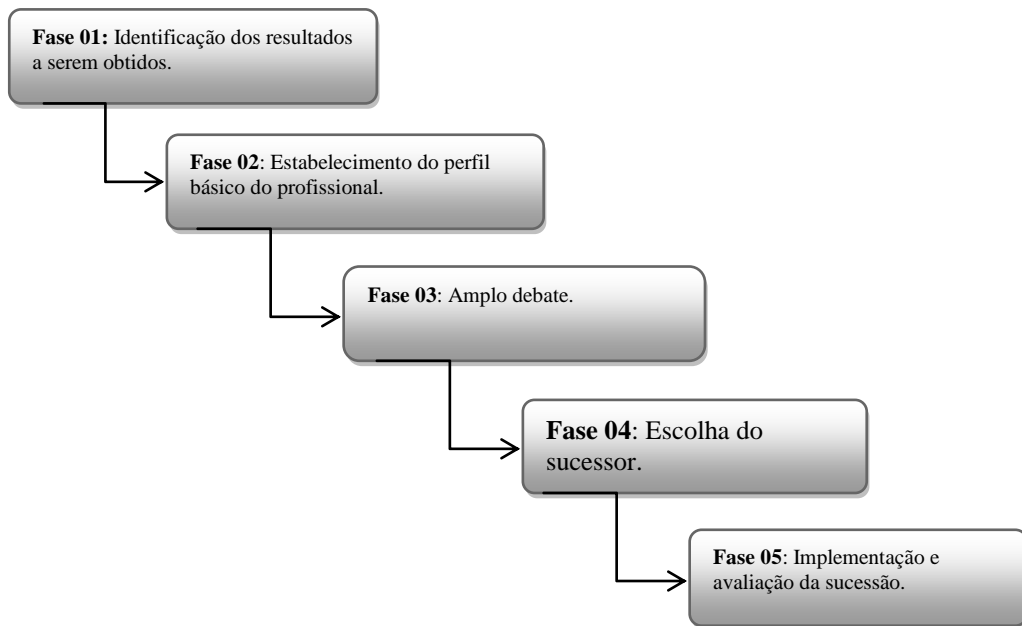 Fase 01: Identificação dos resultados
a serem obtidos.
Fase 02: Estabelecimento do perfil
básico do profissional.
Fase 03: Amplo debate.
Fase 04: Escolha do
sucessor.
Fase 05: Implementação e
avaliação da sucessão.